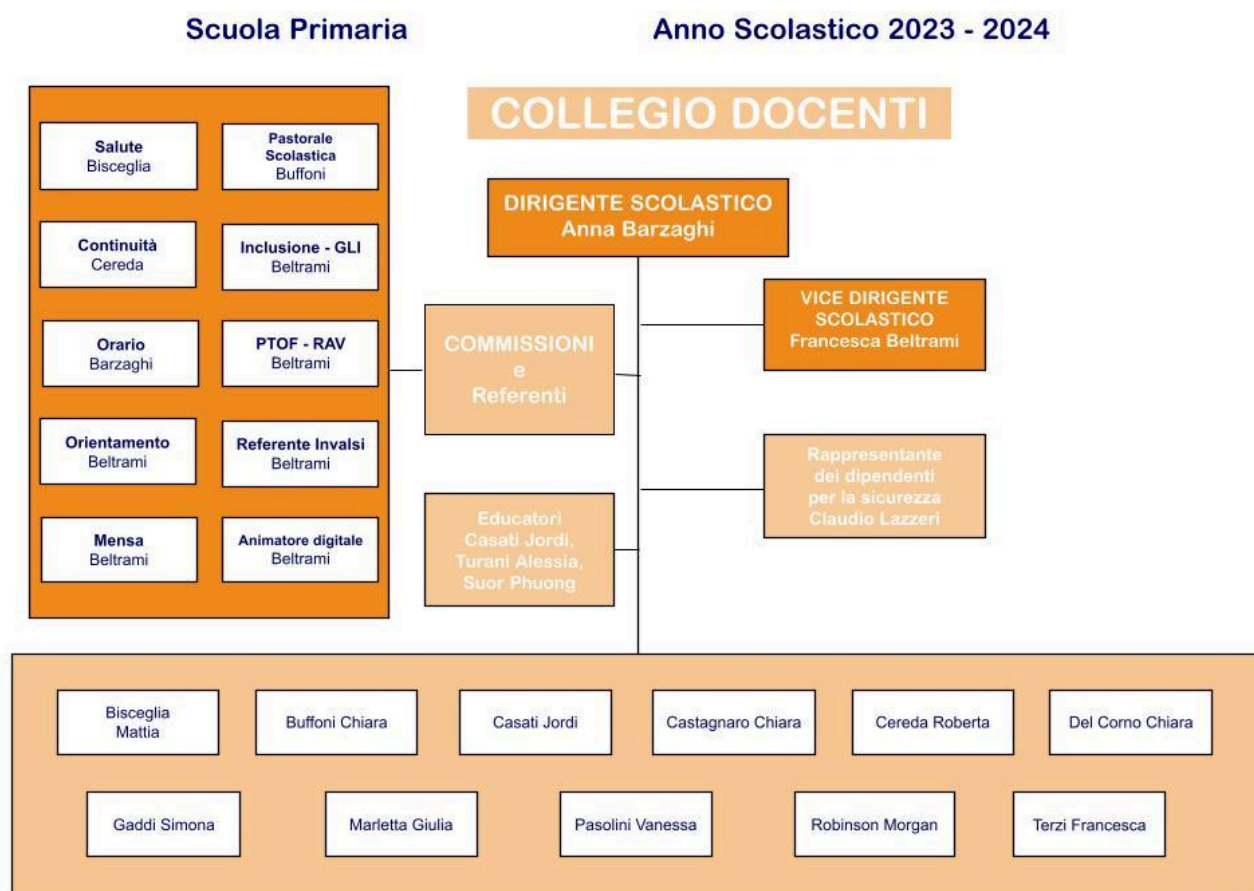 Scuola Primaria
Anno Scolastico 2023 - 2024
COLLEGIO DOCENTI
Salute
Bisceglia
Pastorale
Scolastica
Buffoni
Continuità
Cereda
Inclusione - GLI
Beltrami
Orario
Barzaghi
PTOF - RAV
Beltrami
Orientamento
Beltrami
Referente Invalsi
Beltrami
Mensa
Beltrami
Animatore digitale
Beltrami
DIRIGENTE SCOLASTICO
Anna Barzaghi
VICE DIRIGENTE
SCOLASTICO
Francesca Beltrami
COMMISSIONI
e
Referenti
Rappresentante
dei dipendenti
per la sicurezza
Claudio Lazzeri
Educatori
Casati Jordi,
Turani Alessia,
Suor Phuong
Bisceglia
Mattia
Buffoni Chiara
Casati Jordi
Castagnaro Chiara
Cereda Roberta
Del Corno Chiara
Gaddi Simona
Marletta Giulia
Pasolini Vanessa
Robinson Morgan
Terzi Francesca